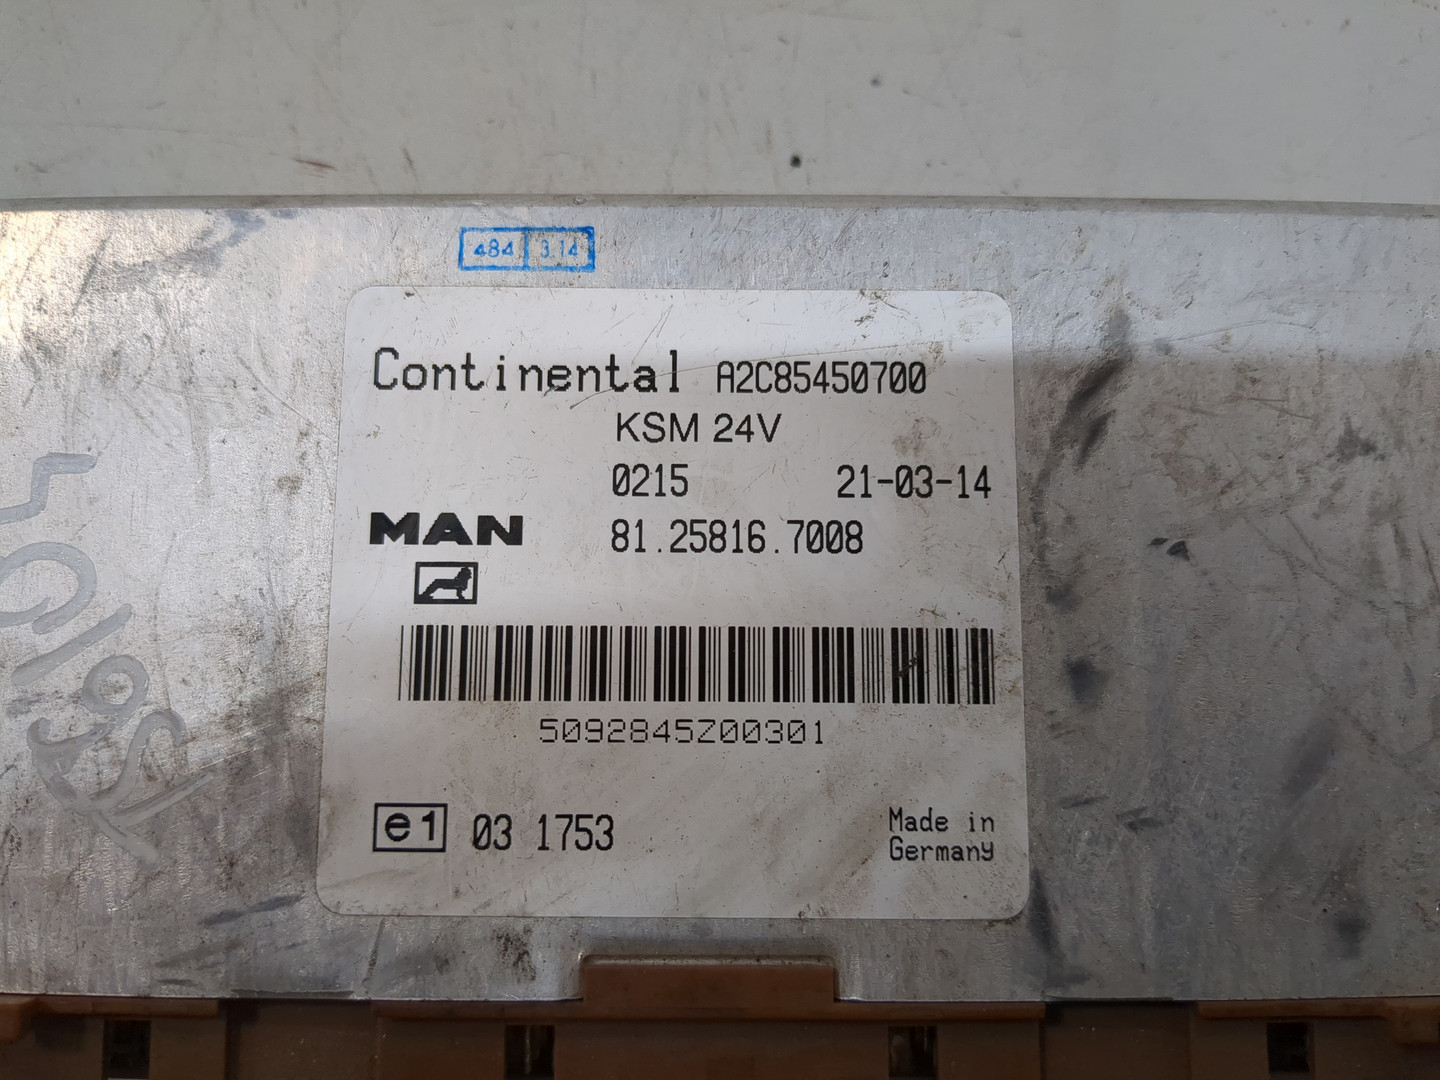 484 3.14
Continental A2C85450700
KSM 24V
0215 21-03-14
MAN 81.25816.7008
5092845Z00301
e1 03 1753
Made in
Germany